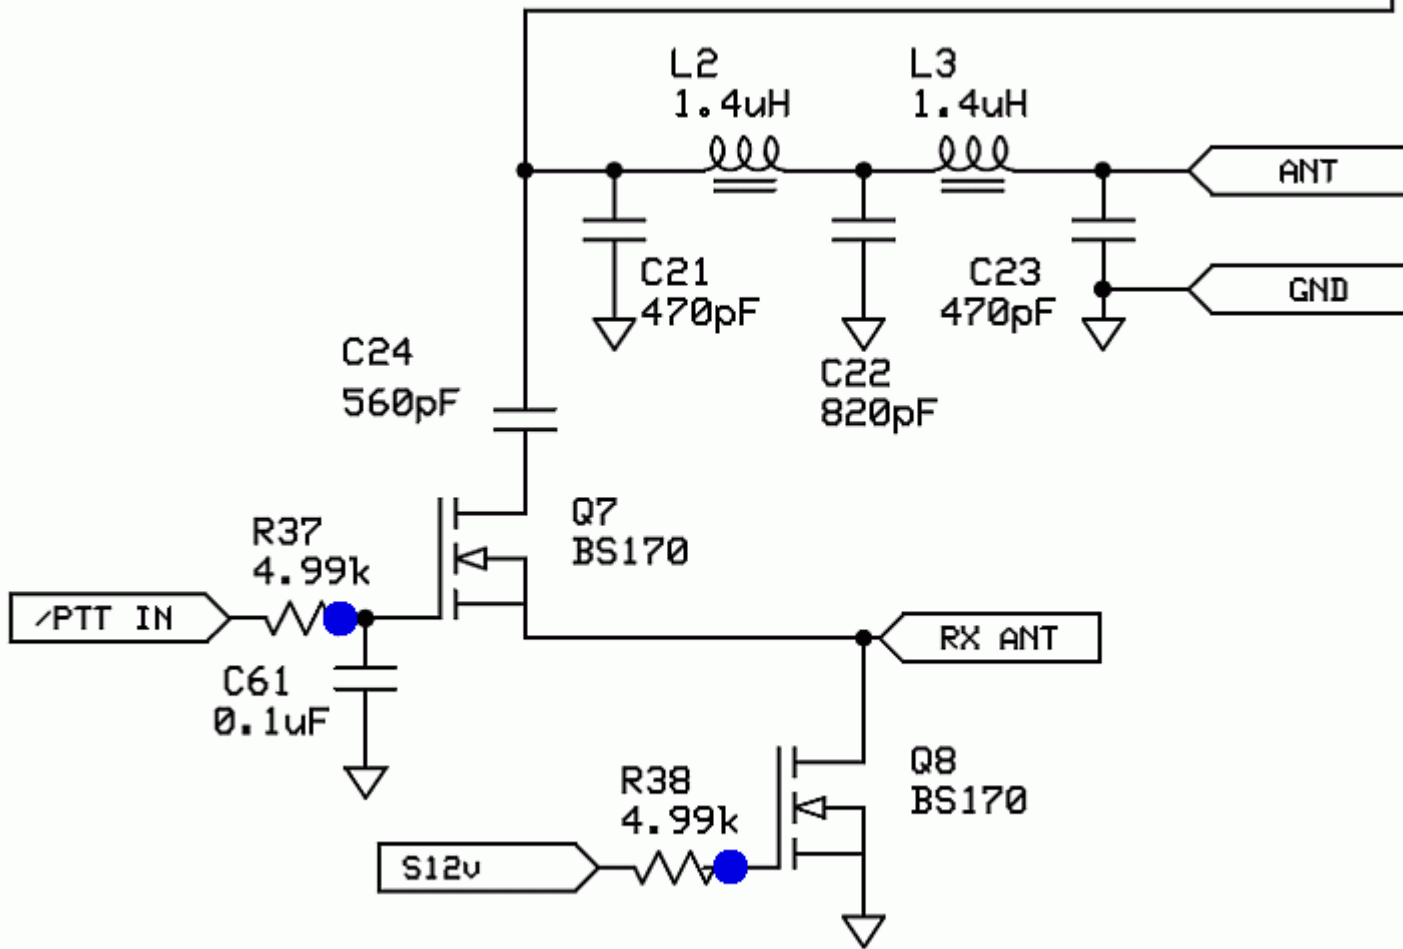 L2
1.4uH
L3
1.4uH
ANT
C21
470pF
C23
470pF
GND
C24
560pF
C22
820pF
Q7
BS170
R37
4.99k
/PTT IN
RX ANT
C61
0.1uF
Q8
BS170
R38
4.99k
S12v